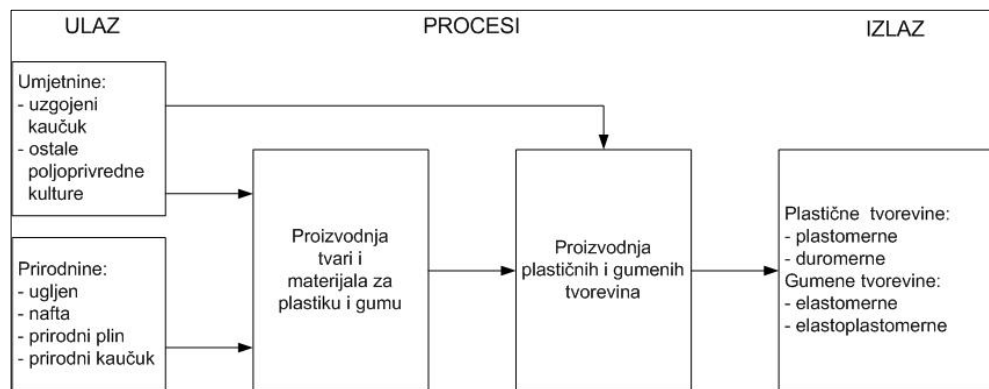 ULAZ
PROCESI
IZLAZ
Umjetnine:
- uzgojeni
kaučuk
- ostale
poljoprivredne
kulture
Prirodnine:
- ugljen
- nafta
- prirodni plin
- prirodni kaučuk
Proizvodnja
tvari i
materijala za
plastiku i gumu
Proizvodnja
plastičnih i gumenih
tvorevina
Plastične tvorevine:
- plastomerne
- duromerne
Gumene tvorevine:
- elastomerne
- elastoplastomerne